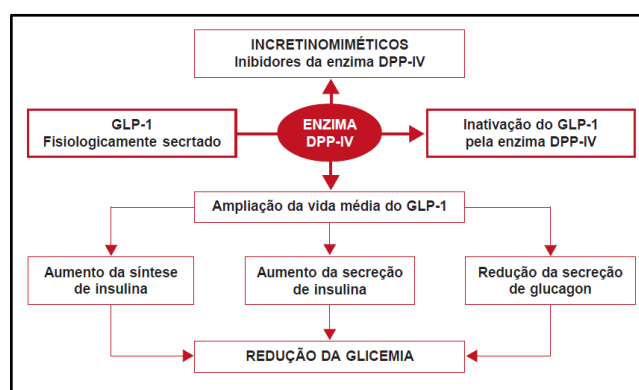 INCRETINOMIMÉTICOS
Inibidores da enzima DPP-IV
GLP-1
Fisiologicamente secrtado
ENZIMA
DPP-IV
Inativação do GLP-1
pela enzima DPP-IV
Ampliação da vida média do GLP-1
Aumento da síntese
de insulina
Aumento da secreção
de insulina
Redução da secreção
de glucagon
REDUÇÃO DA GLICEMIA